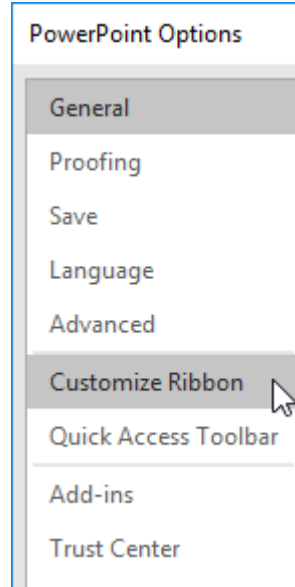 PowerPoint Options
General
Proofing
Save
Language
Advanced
Customize Ribbon
Quick Access Toolbar
Add-ins
Trust Center